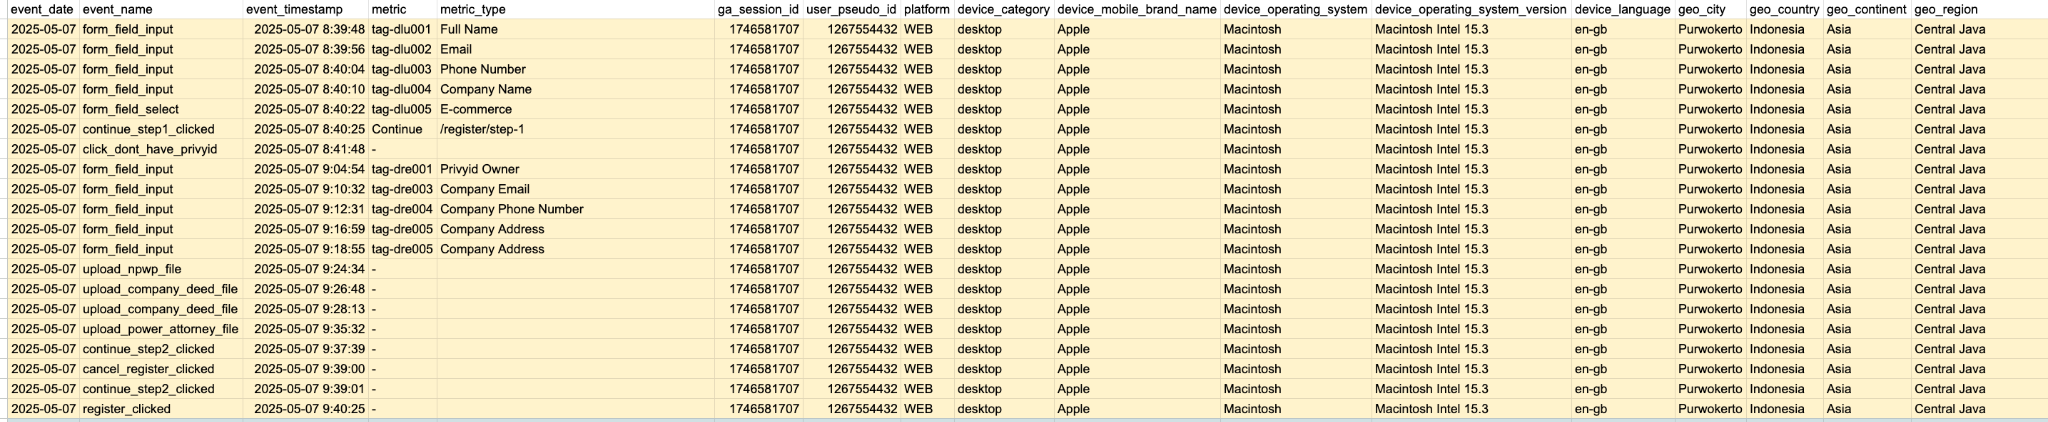 event_date event_name event_timestamp metric metric_type ga_session_id user_pseudo_id platform device_category device_mobile_brand_name device_operating_system device_operating_system_version device_language geo_city geo_country geo_continent geo_region
2025-05-07 form_field_input 2025-05-07 8:39:48 tag-dlu001 Full Name 1746581707 1267554432 WEB desktop Apple Macintosh Macintosh Intel 15.3 en-gb Purwokerto Indonesia Asia Central Java
2025-05-07 form_field_input 2025-05-07 8:39:56 tag-dlu002 Email 1746581707 1267554432 WEB desktop Apple Macintosh Macintosh Intel 15.3 en-gb Purwokerto Indonesia Asia Central Java
2025-05-07 form_field_input 2025-05-07 8:40:04 tag-dlu003 Phone Number 1746581707 1267554432 WEB desktop Apple Macintosh Macintosh Intel 15.3 en-gb Purwokerto Indonesia Asia Central Java
2025-05-07 form_field_input 2025-05-07 8:40:10 tag-dlu004 Company Name 1746581707 1267554432 WEB desktop Apple Macintosh Macintosh Intel 15.3 en-gb Purwokerto Indonesia Asia Central Java
2025-05-07 form_field_select 2025-05-07 8:40:22 tag-dlu005 E-commerce 1746581707 1267554432 WEB desktop Apple Macintosh Macintosh Intel 15.3 en-gb Purwokerto Indonesia Asia Central Java
2025-05-07 continue_step1_clicked 2025-05-07 8:40:25 Continue /register/step-1 1746581707 1267554432 WEB desktop Apple Macintosh Macintosh Intel 15.3 en-gb Purwokerto Indonesia Asia Central Java
2025-05-07 click_dont_have_privyid 2025-05-07 8:41:48 - 1746581707 1267554432 WEB desktop Apple Macintosh Macintosh Intel 15.3 en-gb Purwokerto Indonesia Asia Central Java
2025-05-07 form_field_input 2025-05-07 9:04:54 tag-dre001 Privyid Owner 1746581707 1267554432 WEB desktop Apple Macintosh Macintosh Intel 15.3 en-gb Purwokerto Indonesia Asia Central Java
2025-05-07 form_field_input 2025-05-07 9:10:32 tag-dre003 Company Email 1746581707 1267554432 WEB desktop Apple Macintosh Macintosh Intel 15.3 en-gb Purwokerto Indonesia Asia Central Java
2025-05-07 form_field_input 2025-05-07 9:12:31 tag-dre004 Company Phone Number 1746581707 1267554432 WEB desktop Apple Macintosh Macintosh Intel 15.3 en-gb Purwokerto Indonesia Asia Central Java
2025-05-07 form_field_input 2025-05-07 9:16:59 tag-dre005 Company Address 1746581707 1267554432 WEB desktop Apple Macintosh Macintosh Intel 15.3 en-gb Purwokerto Indonesia Asia Central Java
2025-05-07 form_field_input 2025-05-07 9:18:55 tag-dre005 Company Address 1746581707 1267554432 WEB desktop Apple Macintosh Macintosh Intel 15.3 en-gb Purwokerto Indonesia Asia Central Java
2025-05-07 upload_npwp_file 2025-05-07 9:24:34 - 1746581707 1267554432 WEB desktop Apple Macintosh Macintosh Intel 15.3 en-gb Purwokerto Indonesia Asia Central Java
2025-05-07 upload_company_deed_file 2025-05-07 9:26:48 - 1746581707 1267554432 WEB desktop Apple Macintosh Macintosh Intel 15.3 en-gb Purwokerto Indonesia Asia Central Java
2025-05-07 upload_company_deed_file 2025-05-07 9:28:13 - 1746581707 1267554432 WEB desktop Apple Macintosh Macintosh Intel 15.3 en-gb Purwokerto Indonesia Asia Central Java
2025-05-07 upload_power_attorney_file 2025-05-07 9:35:32 - 1746581707 1267554432 WEB desktop Apple Macintosh Macintosh Intel 15.3 en-gb Purwokerto Indonesia Asia Central Java
2025-05-07 continue_step2_clicked 2025-05-07 9:37:39 - 1746581707 1267554432 WEB desktop Apple Macintosh Macintosh Intel 15.3 en-gb Purwokerto Indonesia Asia Central Java
2025-05-07 cancel_register_clicked 2025-05-07 9:39:00 - 1746581707 1267554432 WEB desktop Apple Macintosh Macintosh Intel 15.3 en-gb Purwokerto Indonesia Asia Central Java
2025-05-07 continue_step2_clicked 2025-05-07 9:39:01 - 1746581707 1267554432 WEB desktop Apple Macintosh Macintosh Intel 15.3 en-gb Purwokerto Indonesia Asia Central Java
2025-05-07 register_clicked 2025-05-07 9:40:25 - 1746581707 1267554432 WEB desktop Apple Macintosh Macintosh Intel 15.3 en-gb Purwokerto Indonesia Asia Central Java